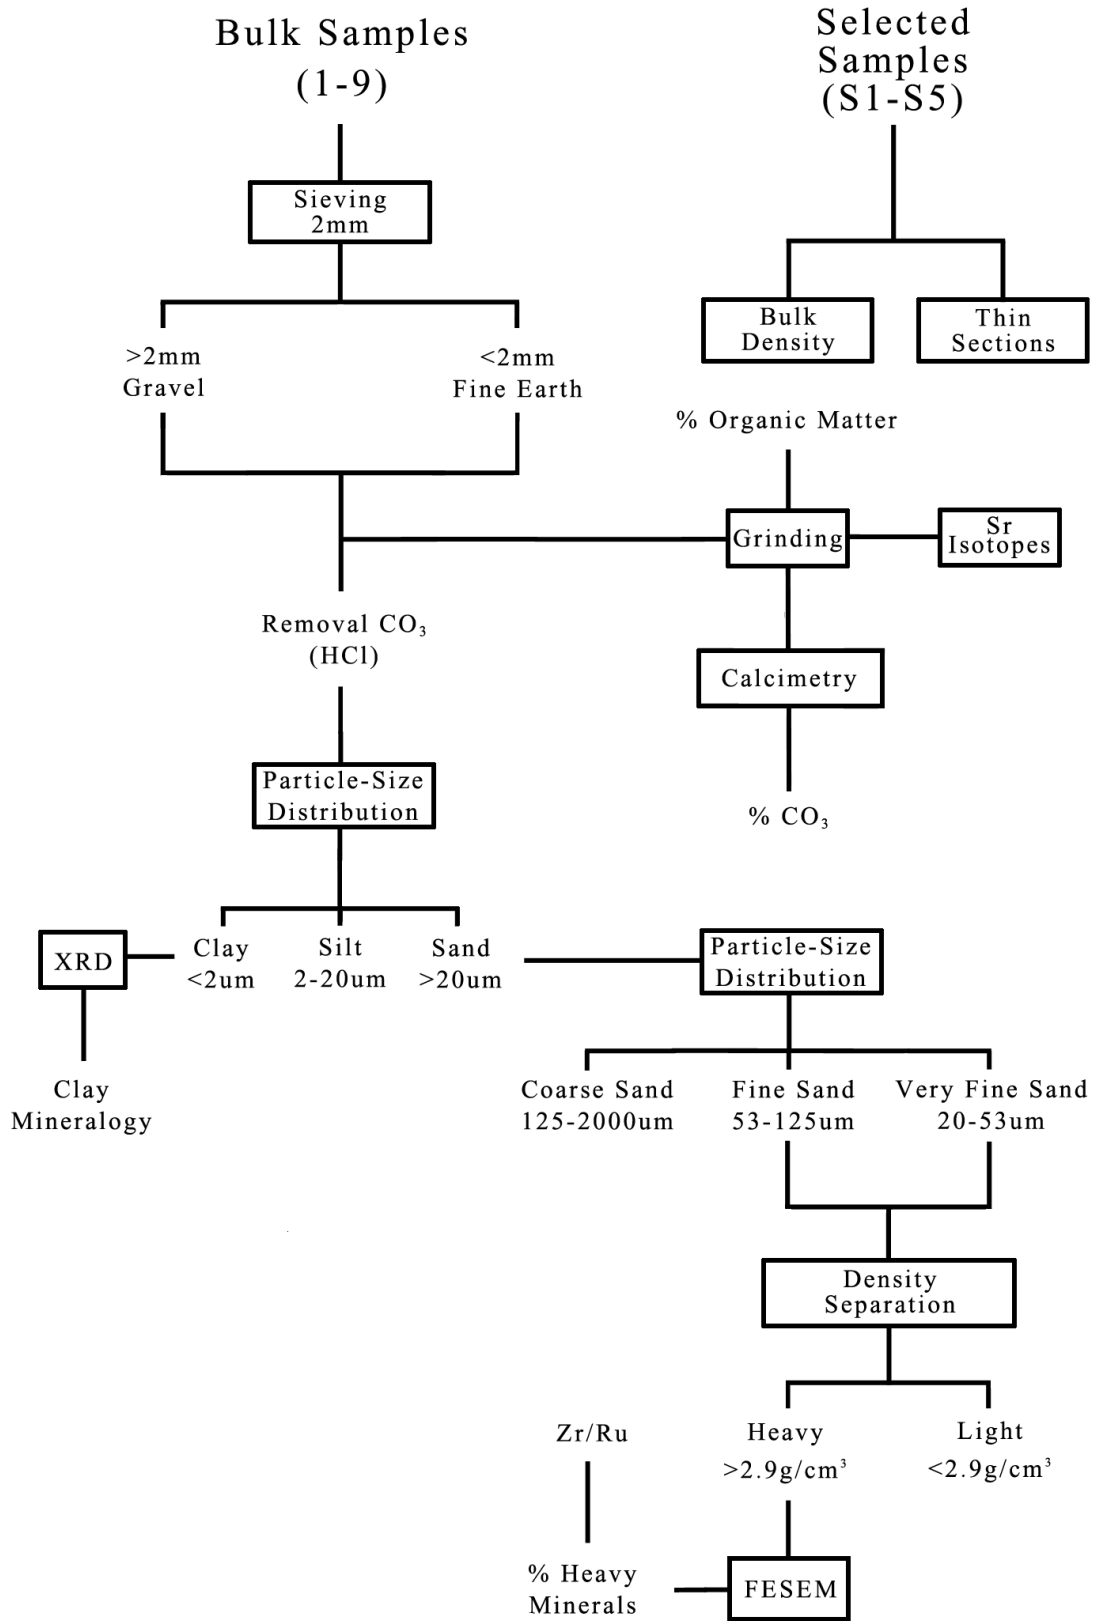 Bulk Samples
(1-9)
Selected
Samples
(S1-S5)
Sieving
2mm
>2mm
Gravel
<2mm
Fine Earth
Bulk
Density
Thin
Sections
% Organic Matter
Grinding
Sr
Isotopes
Removal CO₃
(HCl)
Calcimetry
% CO₃
Particle-Size
Distribution
XRD
Clay
<2um
Silt
2-20um
Sand
>20um
Particle-Size
Distribution
Clay
Mineralogy
Coarse Sand
125-2000um
Fine Sand
53-125um
Very Fine Sand
20-53um
Density
Separation
Zr/Ru
Heavy
>2.9g/cm³
Light
<2.9g/cm³
% Heavy
Minerals
FESEM